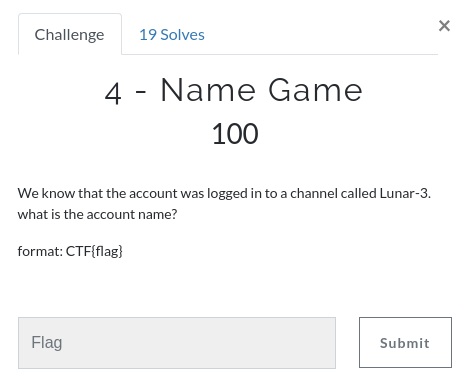 Challenge
19 Solves
×
4 - Name Game
100
We know that the account was logged in to a channel called Lunar-3.
what is the account name?
format: CTF{flag}
Flag
Submit